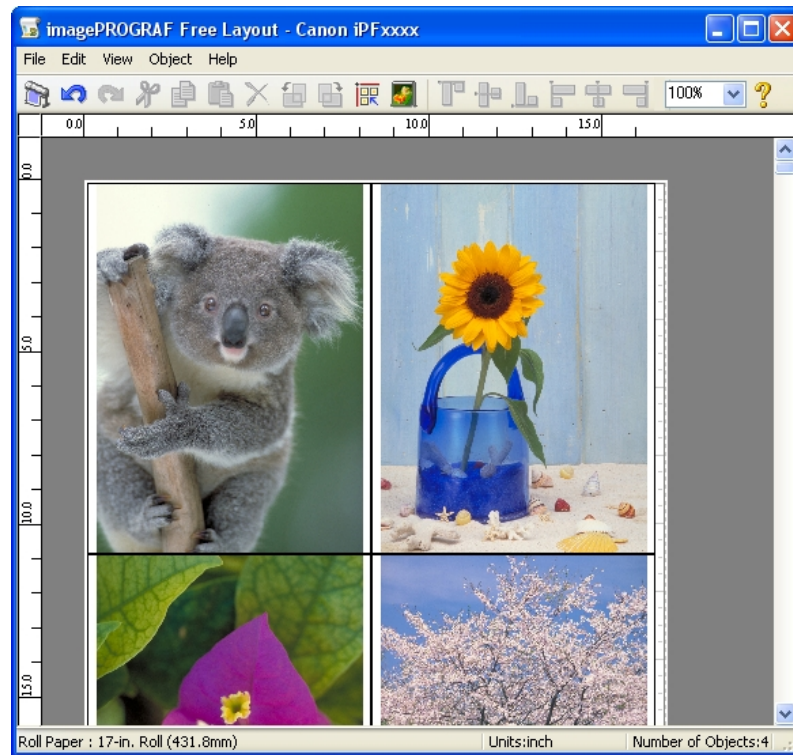 imagePROGRAF Free Layout - Canon iPFxxxx
File Edit View Object Help
100%
0.0 5.0 10.0 15.0
0.0
5.0
10.0
15.0
Roll Paper : 17-in. Roll (431.8mm) Units:inch Number of Objects:4